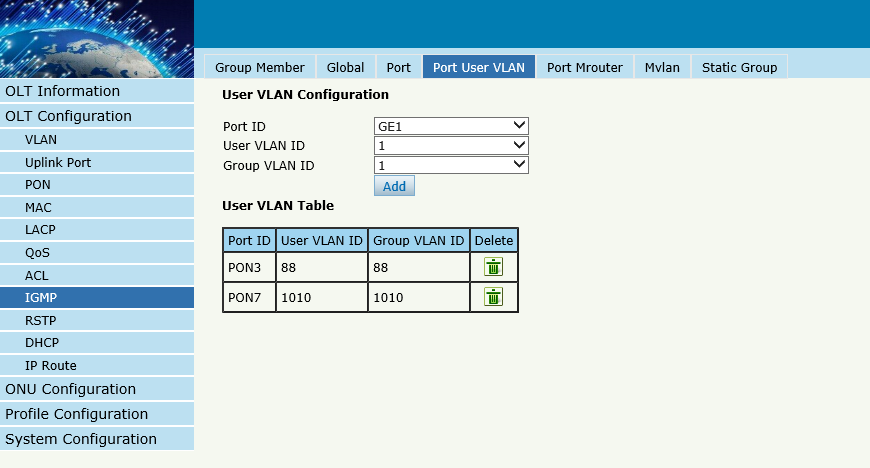 Group Member Global Port Port User VLAN Port Mrouter Mvlan Static Group
OLT Information
OLT Configuration
VLAN
Uplink Port
PON
MAC
LACP
QoS
ACL
IGMP
RSTP
DHCP
IP Route
ONU Configuration
Profile Configuration
System Configuration
User VLAN Configuration
Port ID GE1
User VLAN ID 1
Group VLAN ID 1
Add
User VLAN Table
Port ID User VLAN ID Group VLAN ID Delete
PON3 88 88
PON7 1010 1010